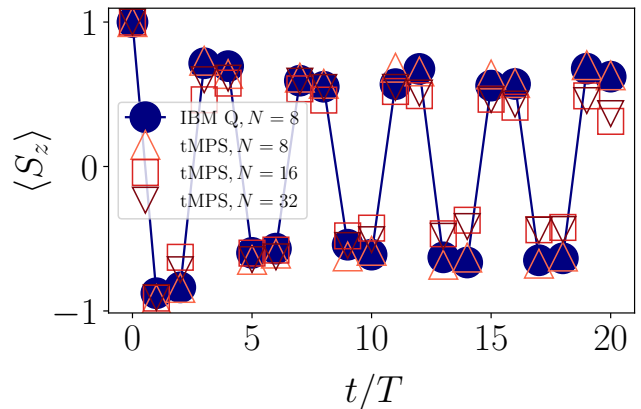 1
0
−1
⟨S_z⟩
IBM Q, N = 8
tMPS, N = 8
tMPS, N = 16
tMPS, N = 32
0 5 10 15 20
t/T